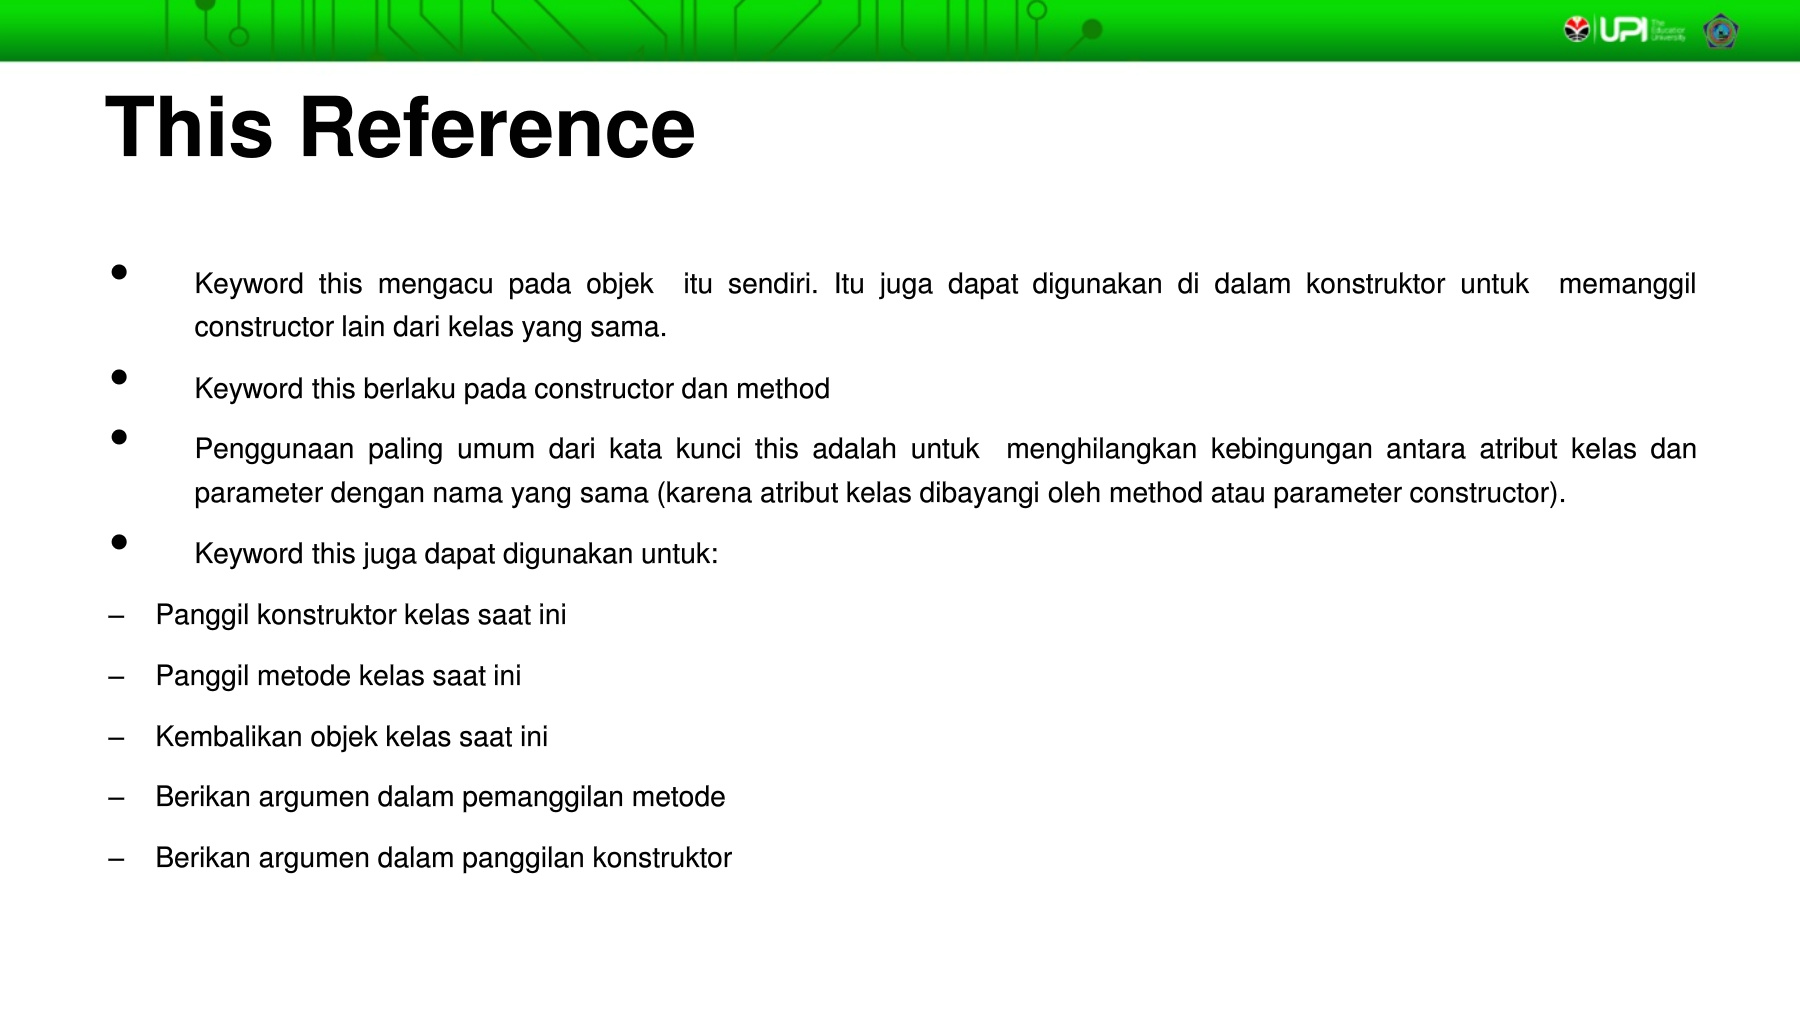 UPI The Education University
This Reference
• Keyword this mengacu pada objek itu sendiri. Itu juga dapat digunakan di dalam konstruktor untuk memanggil
constructor lain dari kelas yang sama.
• Keyword this berlaku pada constructor dan method
• Penggunaan paling umum dari kata kunci this adalah untuk menghilangkan kebingungan antara atribut kelas dan
parameter dengan nama yang sama (karena atribut kelas dibayangi oleh method atau parameter constructor).
• Keyword this juga dapat digunakan untuk:
– Panggil konstruktor kelas saat ini
– Panggil metode kelas saat ini
– Kembalikan objek kelas saat ini
– Berikan argumen dalam pemanggilan metode
– Berikan argumen dalam panggilan konstruktor